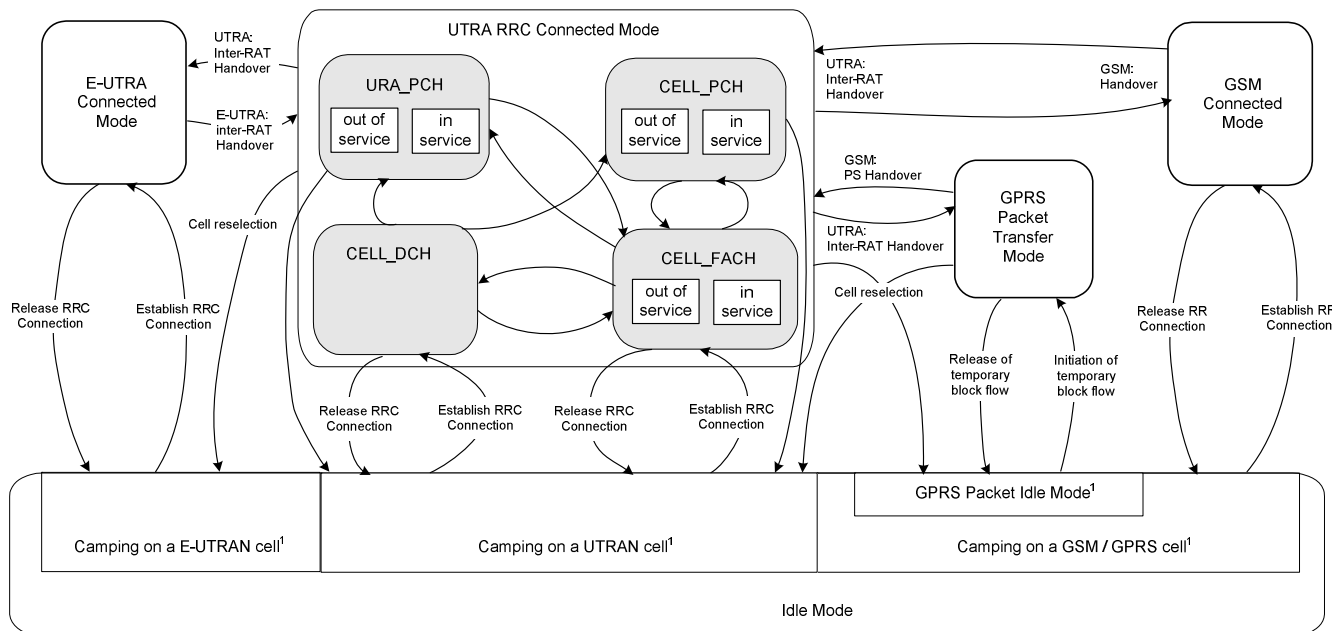 UTRA RRC Connected Mode
E-UTRA
Connected
Mode
UTRA:
Inter-RAT
Handover
E-UTRA:
inter-RAT
Handover
URA_PCH
out of
service
in
service
CELL_PCH
out of
service
in
service
UTRA:
Inter-RAT
Handover
GSM:
Handover
GSM
Connected
Mode
GSM:
PS Handover
GPRS
Packet
Transfer
Mode
UTRA:
Inter-RAT Handover
Cell reselection
CELL_DCH
CELL_FACH
out of
service
in
service
Cell reselection
Release RRC
Connection
Establish RRC
Connection
Release RRC
Connection
Establish RRC
Connection
Release RRC
Connection
Establish RRC
Connection
Release of
temporary
block flow
Initiation of
temporary
block flow
Release RR
Connection
Establish RR
Connection
GPRS Packet Idle Mode¹
Camping on a E-UTRAN cell¹
Camping on a UTRAN cell¹
Camping on a GSM / GPRS cell¹
Idle Mode